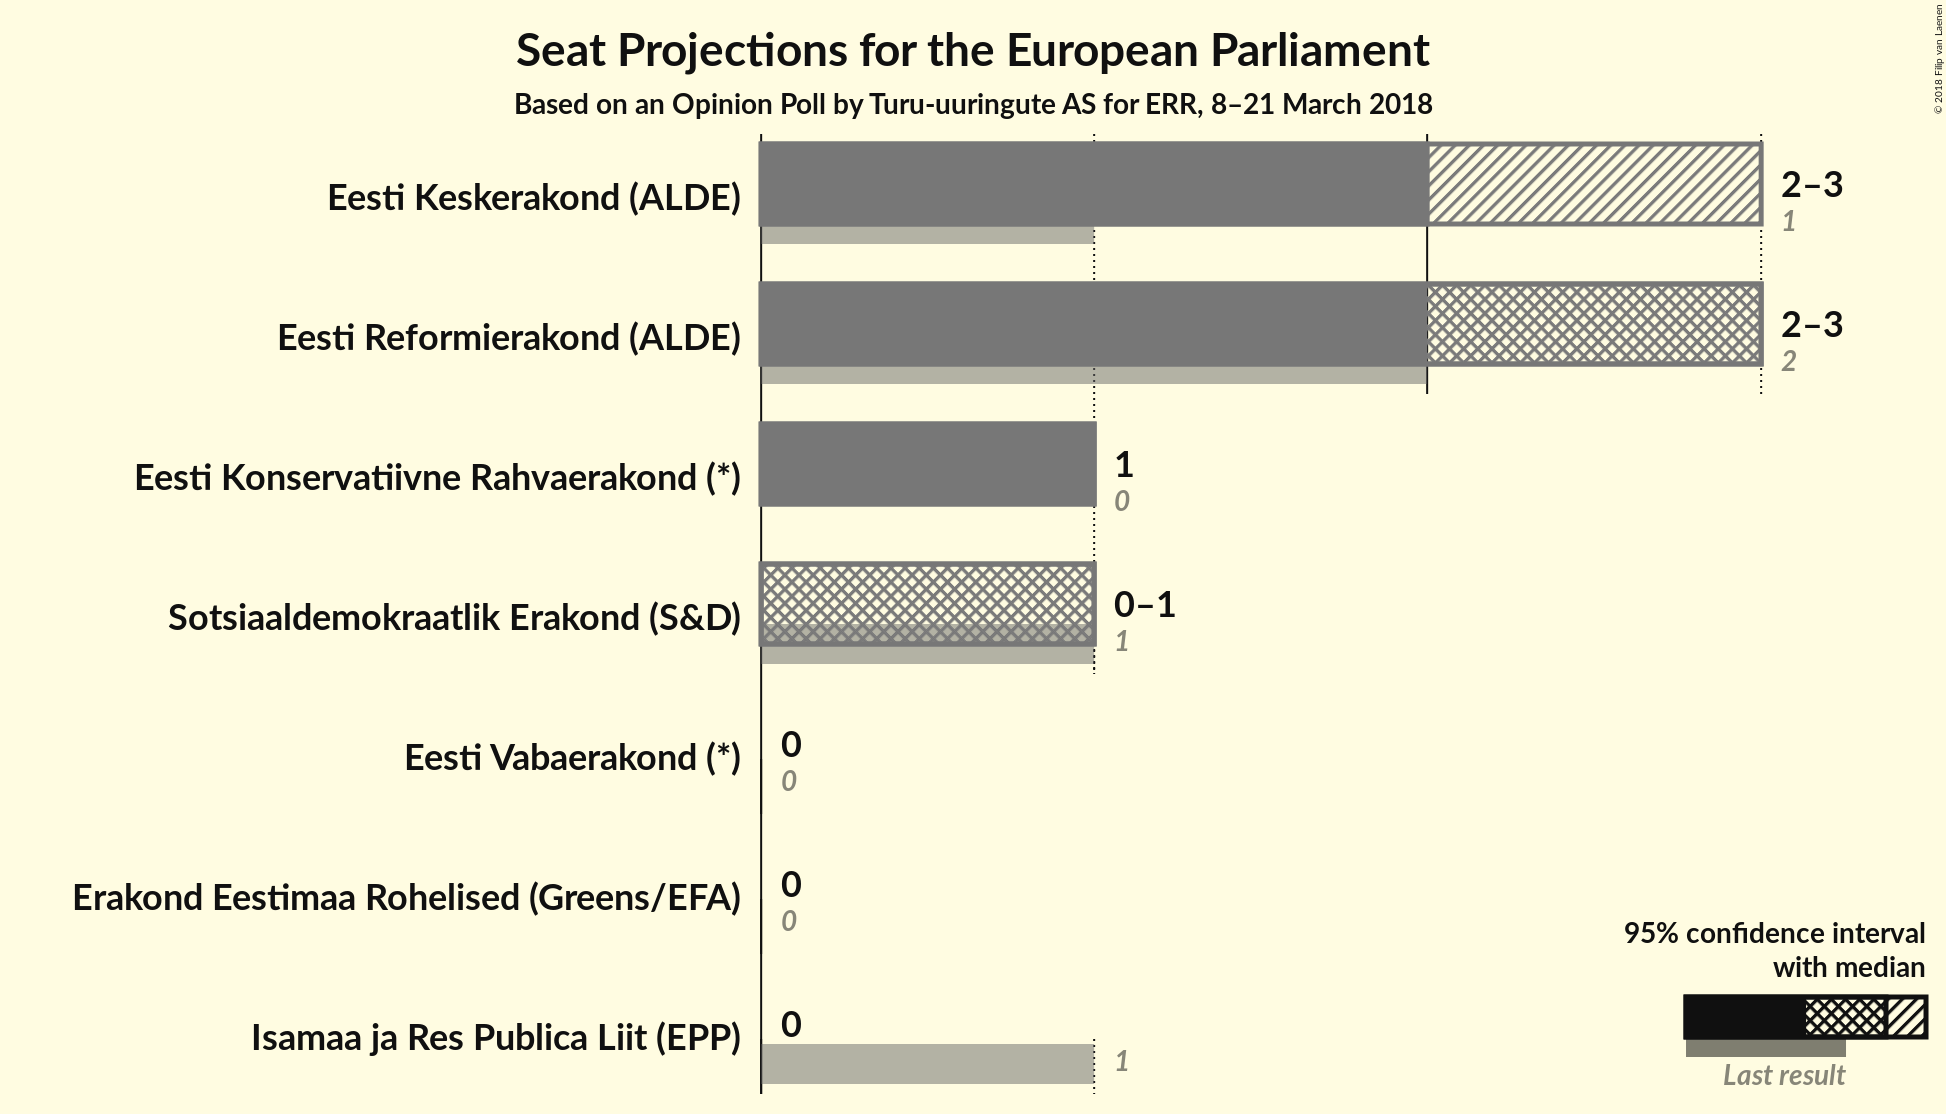 Seat Projections for the European Parliament
Based on an Opinion Poll by Turu-uuringute AS for ERR, 8–21 March 2018
© 2018 Filip van Laenen
Eesti Keskerakond (ALDE)
2–3
1
Eesti Reformierakond (ALDE)
2–3
2
Eesti Konservatiivne Rahvaerakond (*)
1
0
Sotsiaaldemokraatlik Erakond (S&D)
0–1
1
Eesti Vabaerakond (*)
0
0
Erakond Eestimaa Rohelised (Greens/EFA)
0
0
Isamaa ja Res Publica Liit (EPP)
0
1
95% confidence interval
with median
Last result